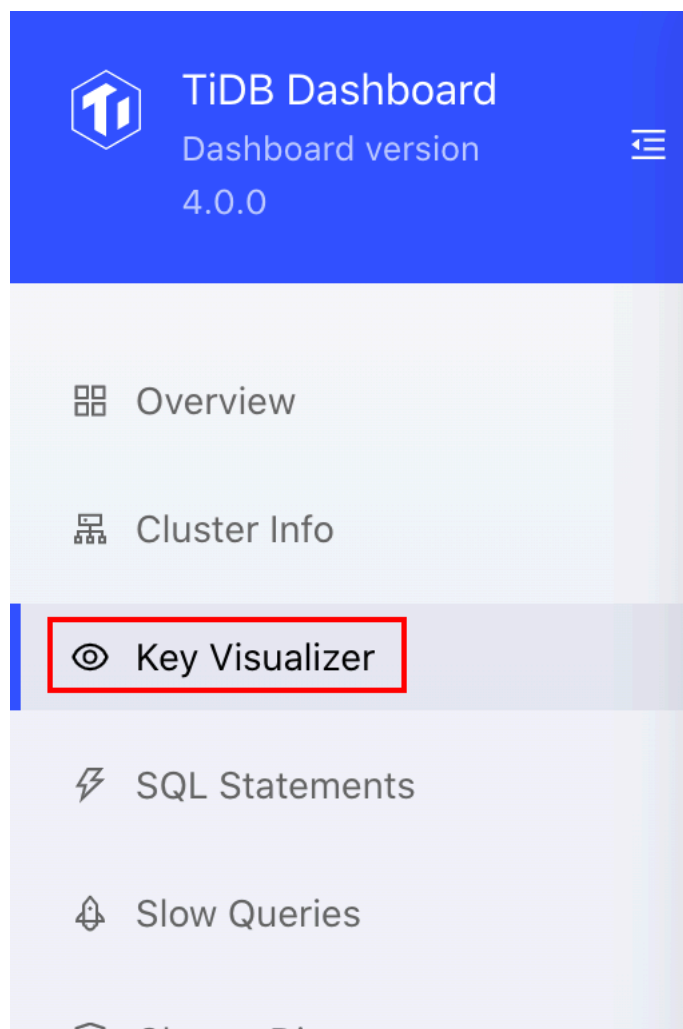 TiDB Dashboard
Dashboard version
4.0.0
Overview
Cluster Info
Key Visualizer
SQL Statements
Slow Queries